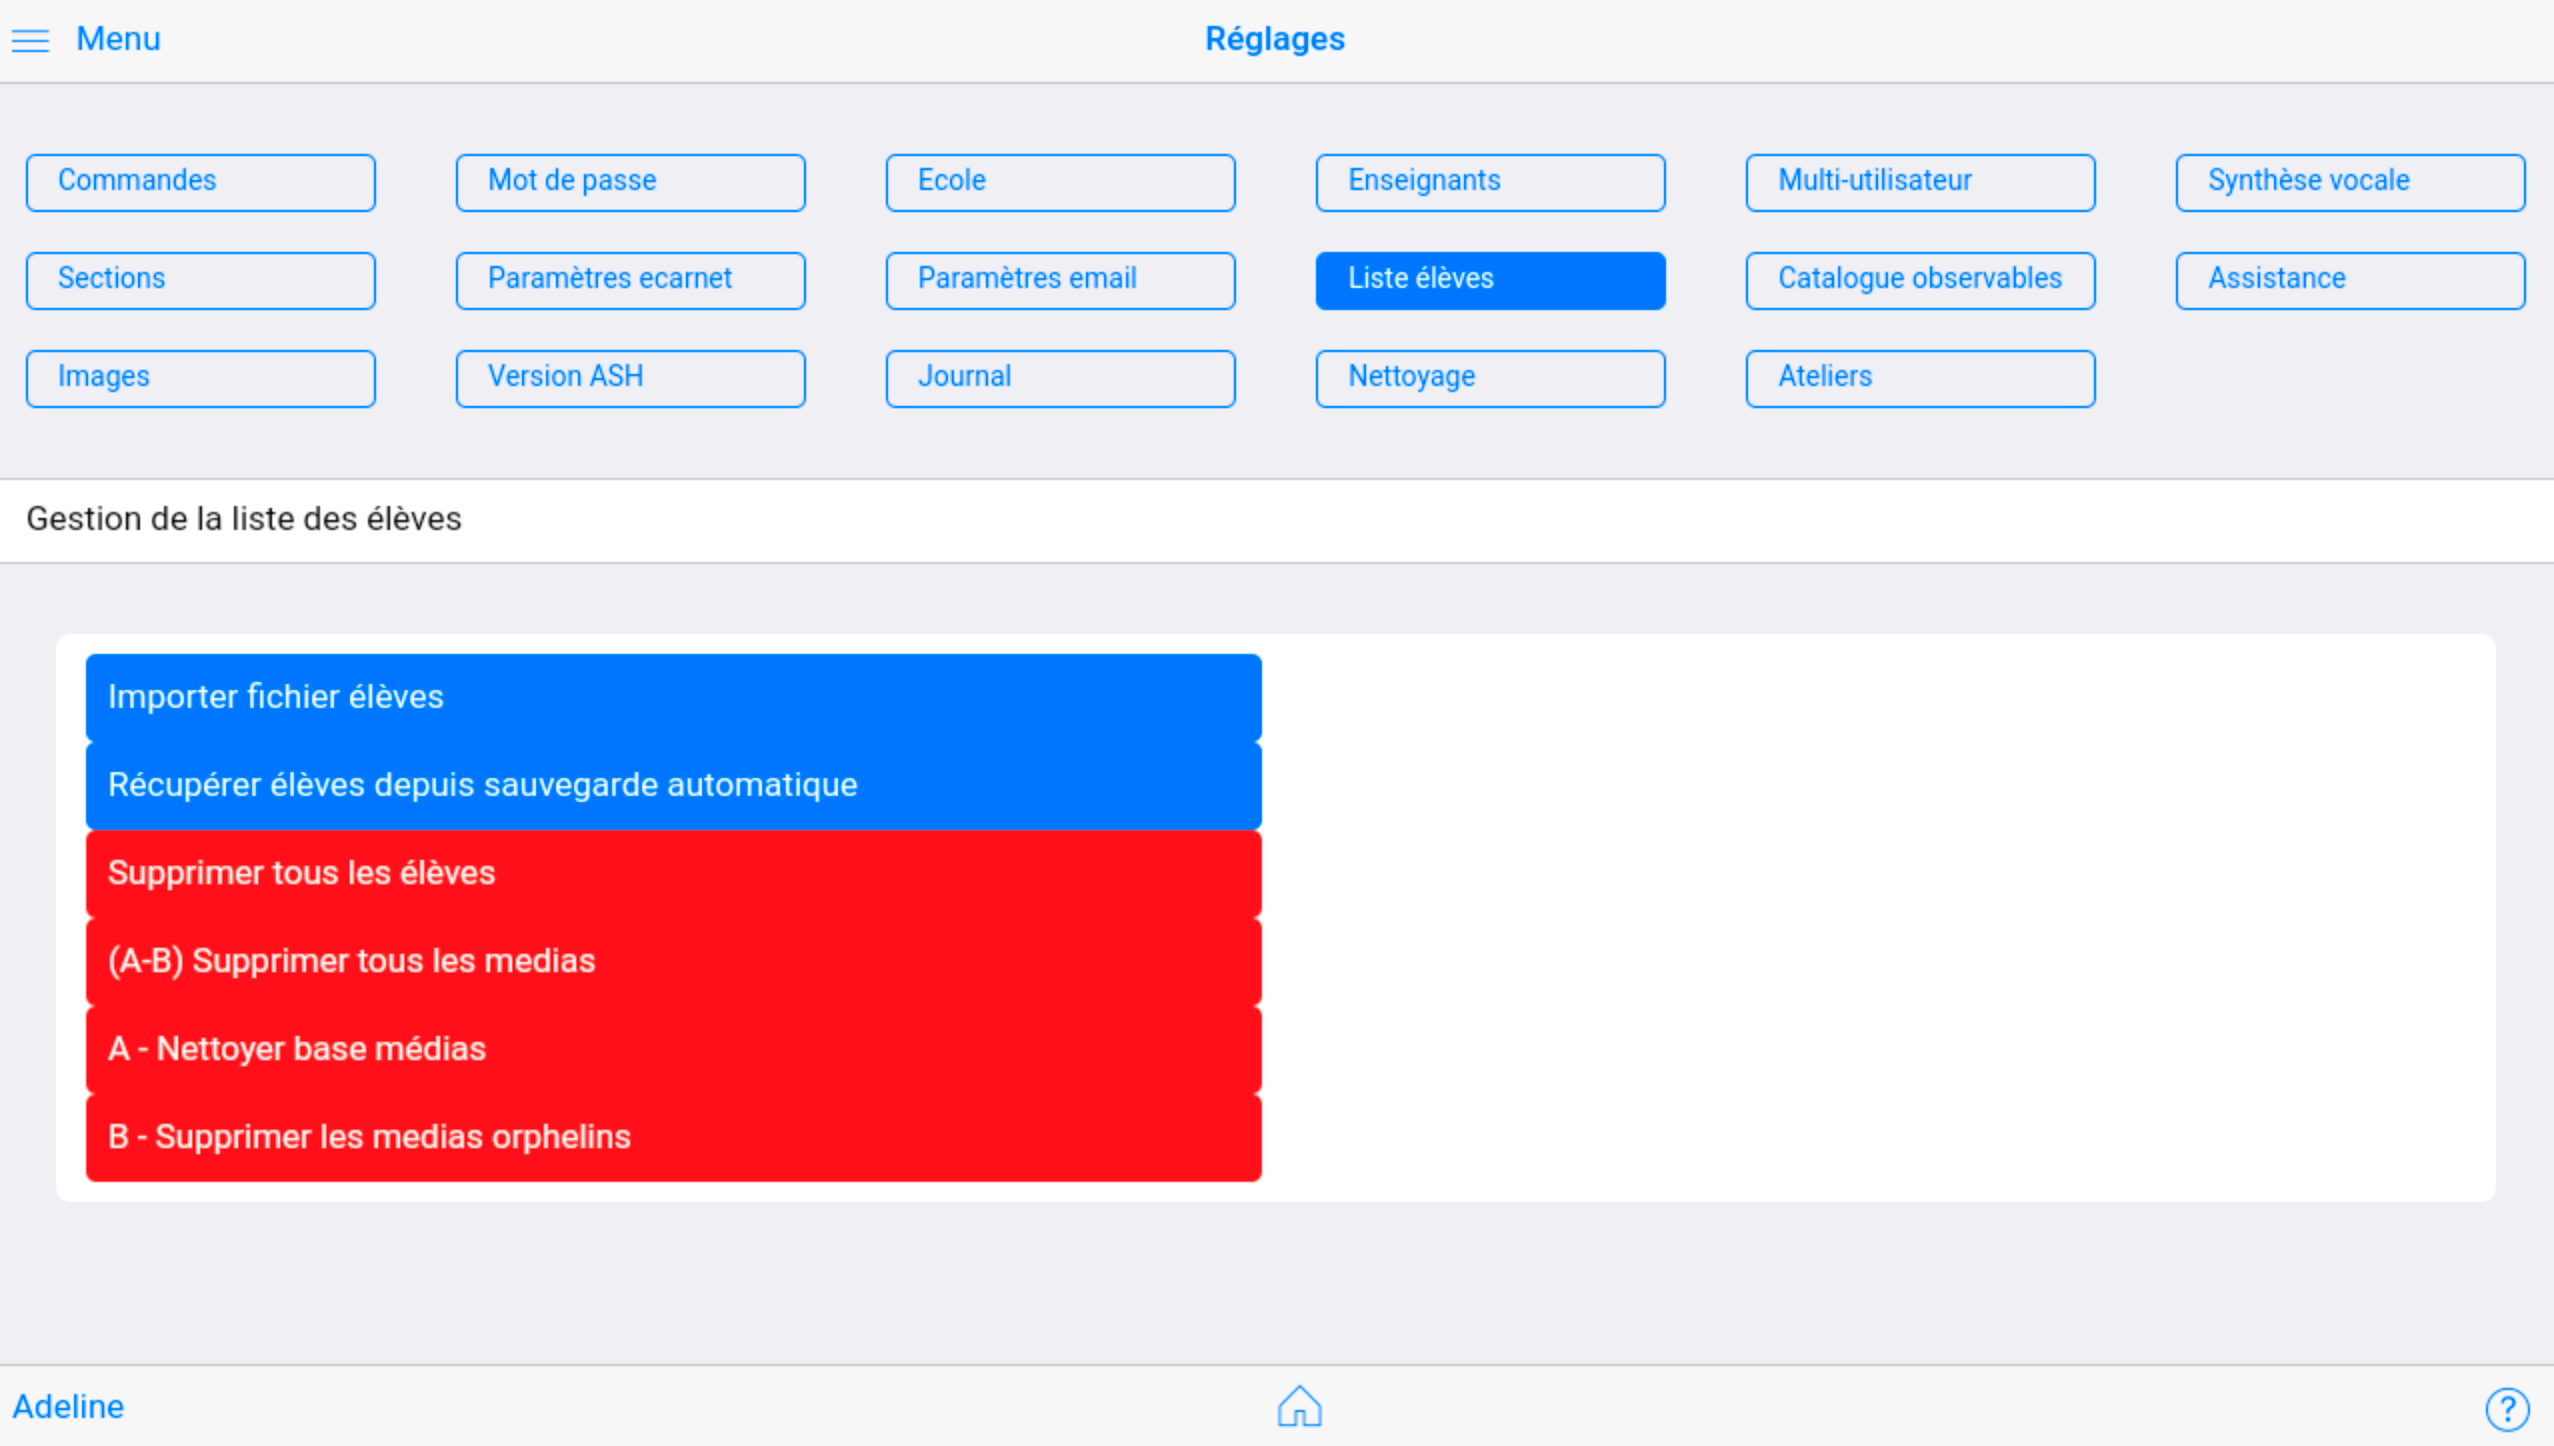 Menu
Réglages
Commandes
Mot de passe
Ecole
Enseignants
Multi-utilisateur
Synthèse vocale
Sections
Paramètres ecarnet
Paramètres email
Liste élèves
Catalogue observables
Assistance
Images
Version ASH
Journal
Nettoyage
Ateliers
Gestion de la liste des élèves
Importer fichier élèves
Récupérer élèves depuis sauvegarde automatique
Supprimer tous les élèves
(A-B) Supprimer tous les medias
A - Nettoyer base médias
B - Supprimer les medias orphelins
Adeline
?